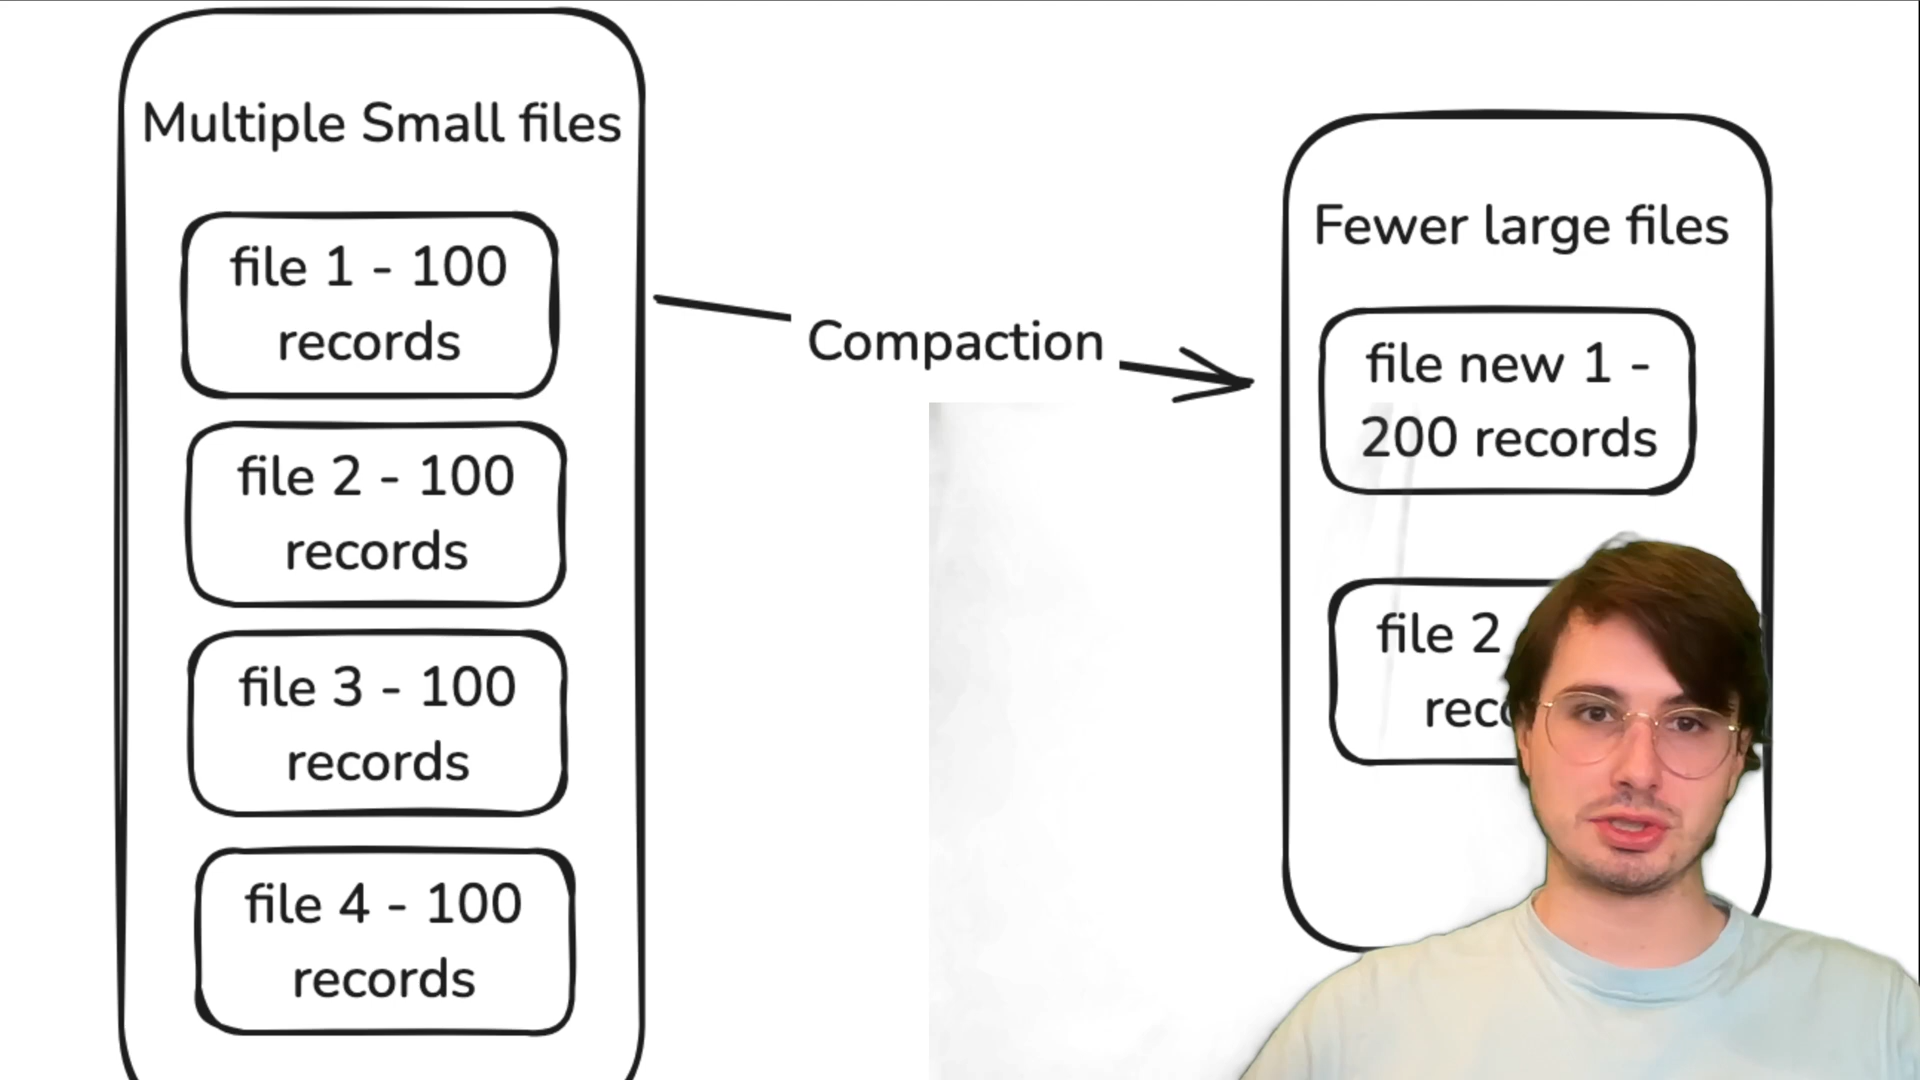 Multiple Small files
file 1 - 100
records
file 2 - 100
records
file 3 - 100
records
file 4 - 100
records
Compaction
Fewer large files
file new 1 -
200 records
file 2